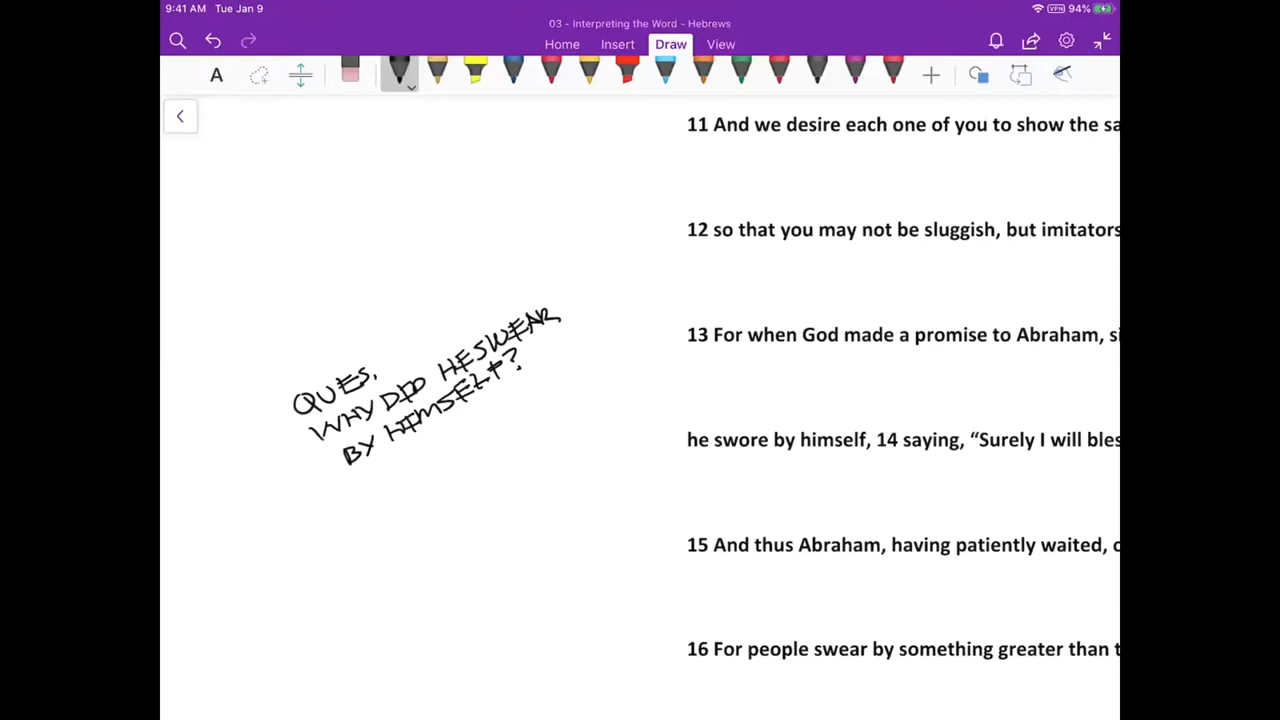 9:41 AM Tue Jan 9
VPN 94%
03 - Interpreting the Word - Hebrews
Home Insert Draw View
A
11 And we desire each one of you to show the sa
12 so that you may not be sluggish, but imitators
13 For when God made a promise to Abraham, si
QUES.
WHY DID HE SWEAR
BY HIMSELF?
he swore by himself, 14 saying, “Surely I will bles
15 And thus Abraham, having patiently waited, o
16 For people swear by something greater than t